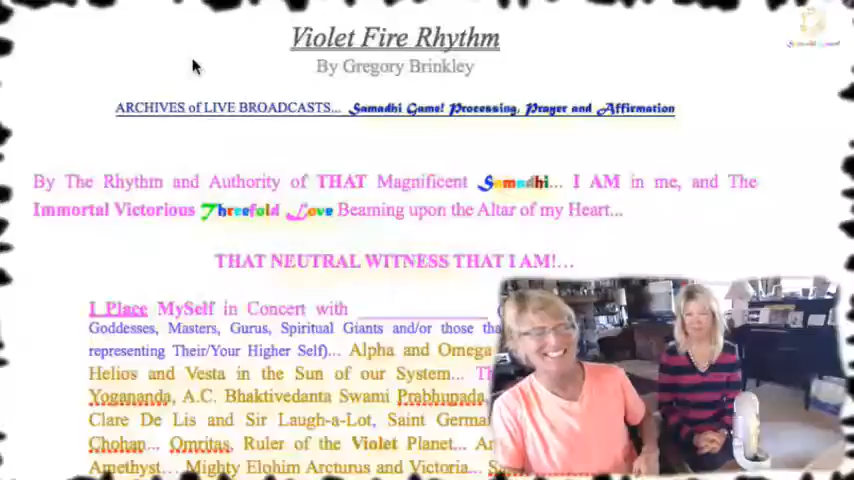 Violet Fire Rhythm
By Gregory Brinkley
ARCHIVES of LIVE BROADCASTS... Samadhi Game! Processing, Prayer and Affirmation
By The Rhythm and Authority of THAT Magnificent Samadhi... I AM in me, and The
Immortal Victorious Threefold Love Beaming upon the Altar of my Heart...
THAT NEUTRAL WITNESS THAT I AM!...
I Place MySelf in Concert with _______________ (
Goddesses, Masters, Gurus, Spiritual Giants and/or those tha
representing Their/Your Higher Self)... Alpha and Omega
Helios and Vesta in the Sun of our System... Th
Yogananda, A.C. Bhaktivedanta Swami Prabhupada,
Clare De Lis and Sir Laugh-a-Lot, Saint Germa
Chohan... Omritas, Ruler of the Violet Planet... Ar
Amethyst... Mighty Elohim Arcturus and Victoria...